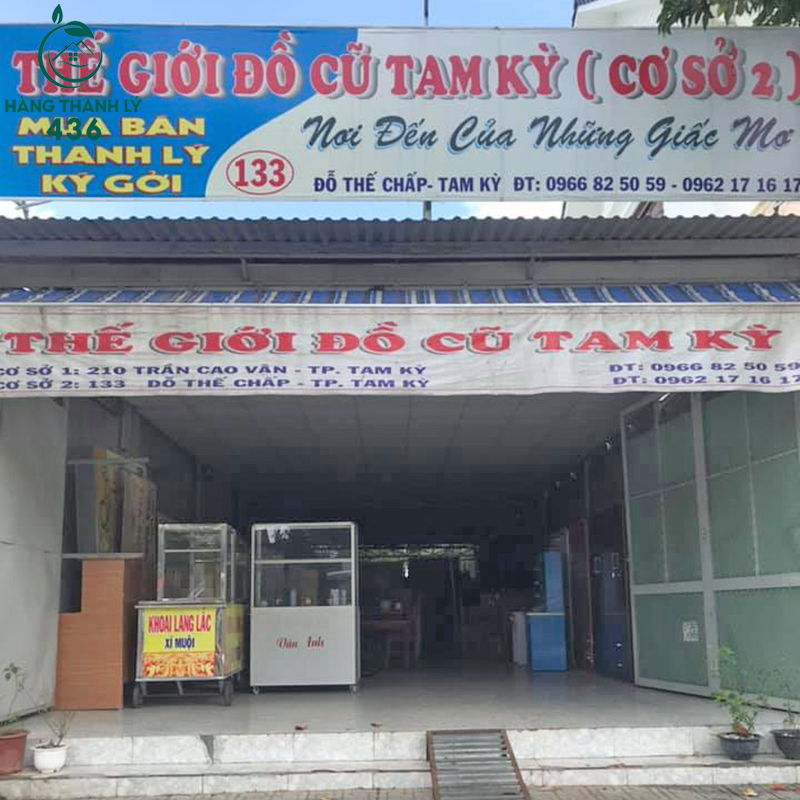 THẾ GIỚI ĐỒ CŨ TAM KỲ ( CƠ SỞ 2 )
HÀNG THANH LÝ
436
MUA BÁN
THANH LÝ
KÝ GỞI
Nơi Đến Của Những Giấc Mơ
133
ĐỖ THẾ CHẤP- TAM KỲ ĐT: 0966 82 50 59 - 0962 17 16 17
THẾ GIỚI ĐỒ CŨ TAM KỲ
CƠ SỞ 1: 210 TRẦN CAO VÂN - TP. TAM KỲ ĐT: 0966 82 50 59
CƠ SỞ 2: 133 ĐỖ THẾ CHẤP - TP. TAM KỲ ĐT: 0962 17 16 17
KHOAI LANG LẮC
XÍ MUỘI
Vân Anh